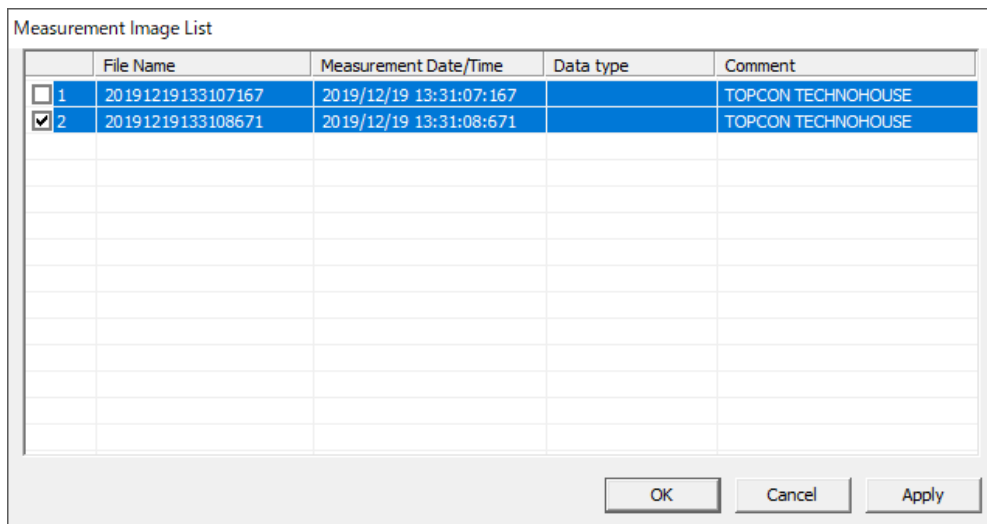 Measurement Image List
File Name Measurement Date/Time Data type Comment
1 20191219133107167 2019/12/19 13:31:07:167 TOPCON TECHNOHOUSE
2 20191219133108671 2019/12/19 13:31:08:671 TOPCON TECHNOHOUSE
OK Cancel Apply